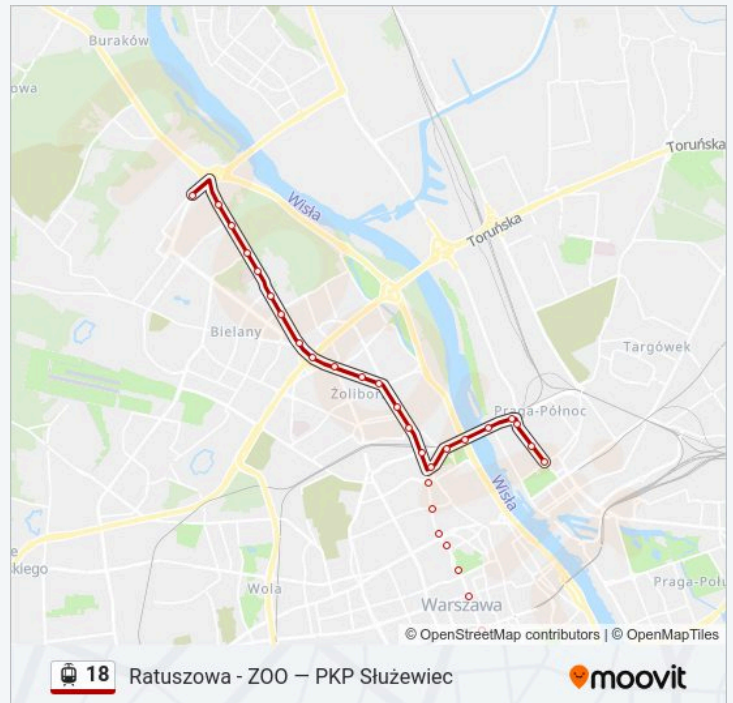 Buraków
owa
Toruńska
Wisła
Toruńska
Bielany
Targówek
Żolibor
Praga-Północ
Wisła
e
kiego
Wola
Praga-Połu
Warszawa
© OpenStreetMap contributors | © OpenMapTiles
18 Ratuszowa - ZOO — PKP Służewiec
moovit